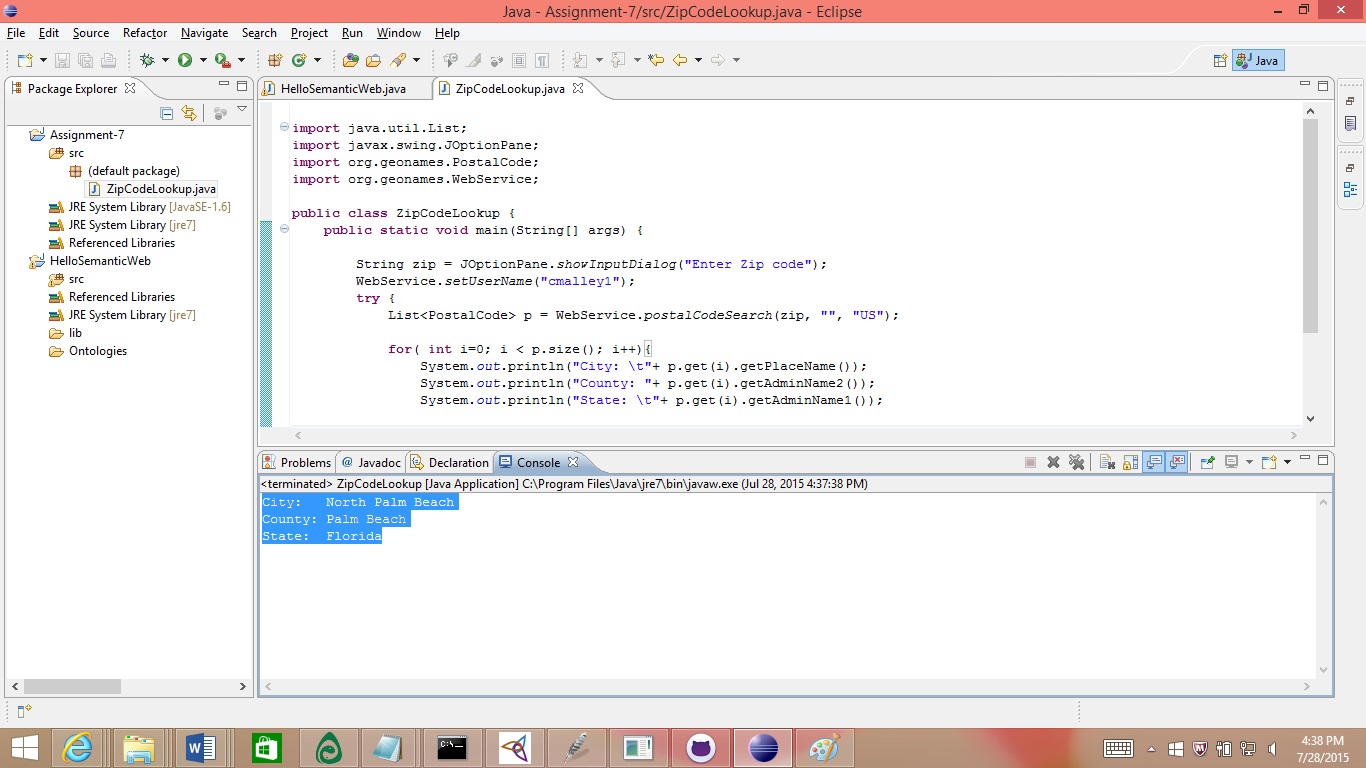 Java - Assignment-7/src/ZipCodeLookup.java - Eclipse
File Edit Source Refactor Navigate Search Project Run Window Help
Java
Package Explorer
Assignment-7
src
(default package)
ZipCodeLookup.java
JRE System Library [JavaSE-1.6]
JRE System Library [jre7]
Referenced Libraries
HelloSemanticWeb
src
Referenced Libraries
JRE System Library [jre7]
lib
Ontologies
HelloSemanticWeb.java ZipCodeLookup.java
import java.util.List;
import javax.swing.JOptionPane;
import org.geonames.PostalCode;
import org.geonames.WebService;
public class ZipCodeLookup {
public static void main(String[] args) {
String zip = JOptionPane.showInputDialog("Enter Zip code");
WebService.setUserName("cmalley1");
try {
List<PostalCode> p = WebService.postalCodeSearch(zip, "", "US");
for( int i=0; i < p.size(); i++){
System.out.println("City: \t"+ p.get(i).getPlaceName());
System.out.println("County: "+ p.get(i).getAdminName2());
System.out.println("State: \t"+ p.get(i).getAdminName1());
Problems @ Javadoc Declaration Console
<terminated> ZipCodeLookup [Java Application] C:\Program Files\Java\jre7\bin\javaw.exe (Jul 28, 2015 4:37:38 PM)
City: North Palm Beach
County: Palm Beach
State: Florida
4:38 PM
7/28/2015